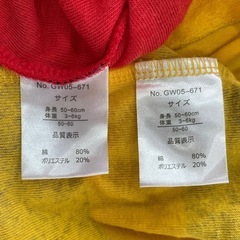 No. GW05-671
サイズ
身長 50-60cm
体重 3-6kg
50-60
品質表示
綿 80%
ポリエステル 20%
No. GW05-671
サイズ
身長 50-60cm
体重 3-6kg
50-60
品質表示
綿 80%
ポリエステル 20%